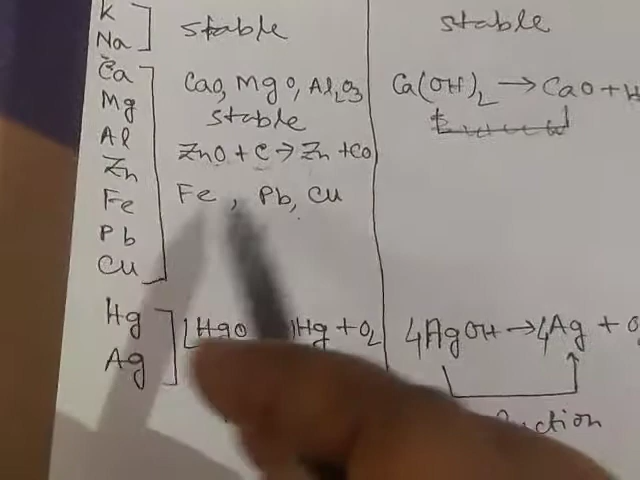 K
Na ] stable stable
Ca CaO, MgO, Al2O3 Ca(OH)2 → CaO + H
Mg stable
Al
Zn ZnO + C → Zn + CO
Fe Fe, Pb, Cu
Pb
Cu
Hg HgO Hg + O2 4AgOH → 4Ag + O
Ag